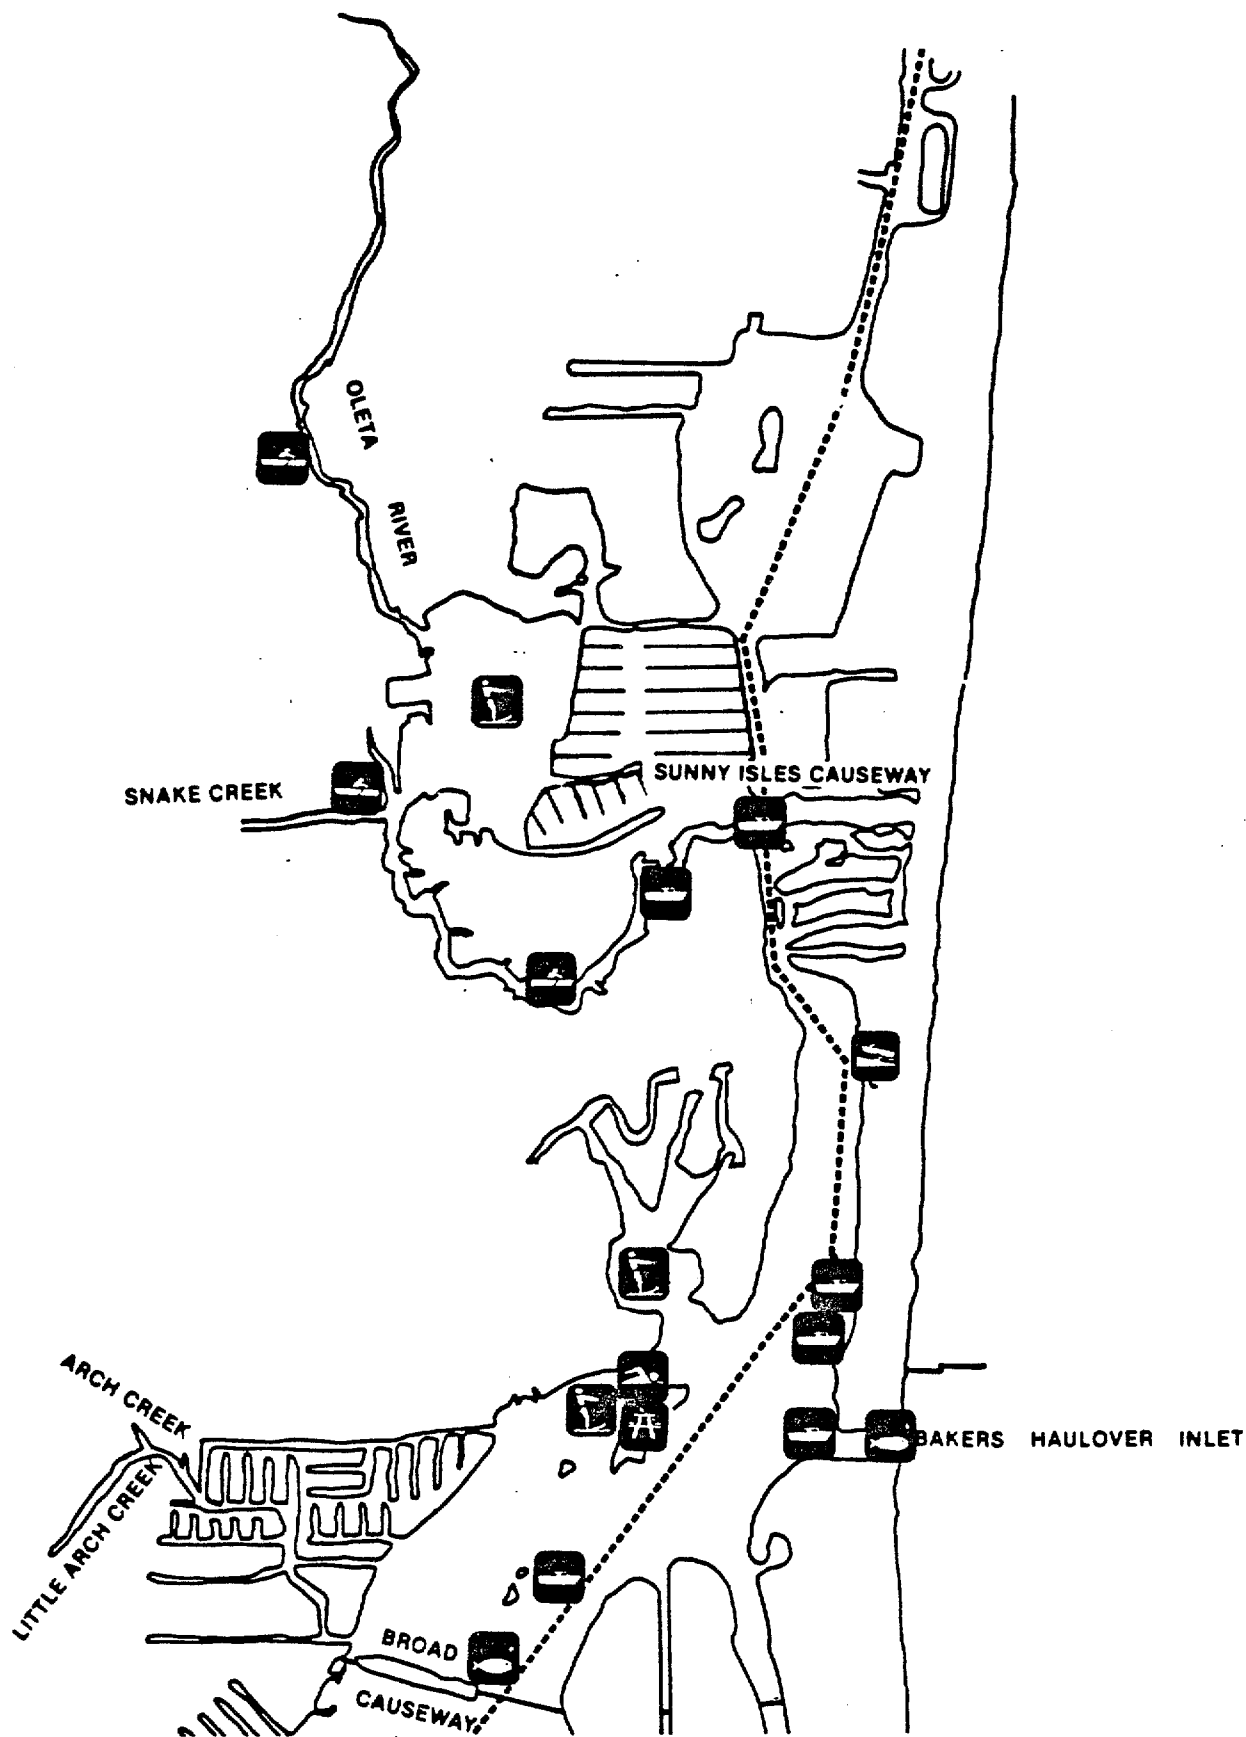 OLETA
RIVER
SUNNY ISLES CAUSEWAY
SNAKE CREEK
ARCH CREEK
BAKERS HAULOVER INLET
LITTLE ARCH CREEK
BROAD
CAUSEWAY